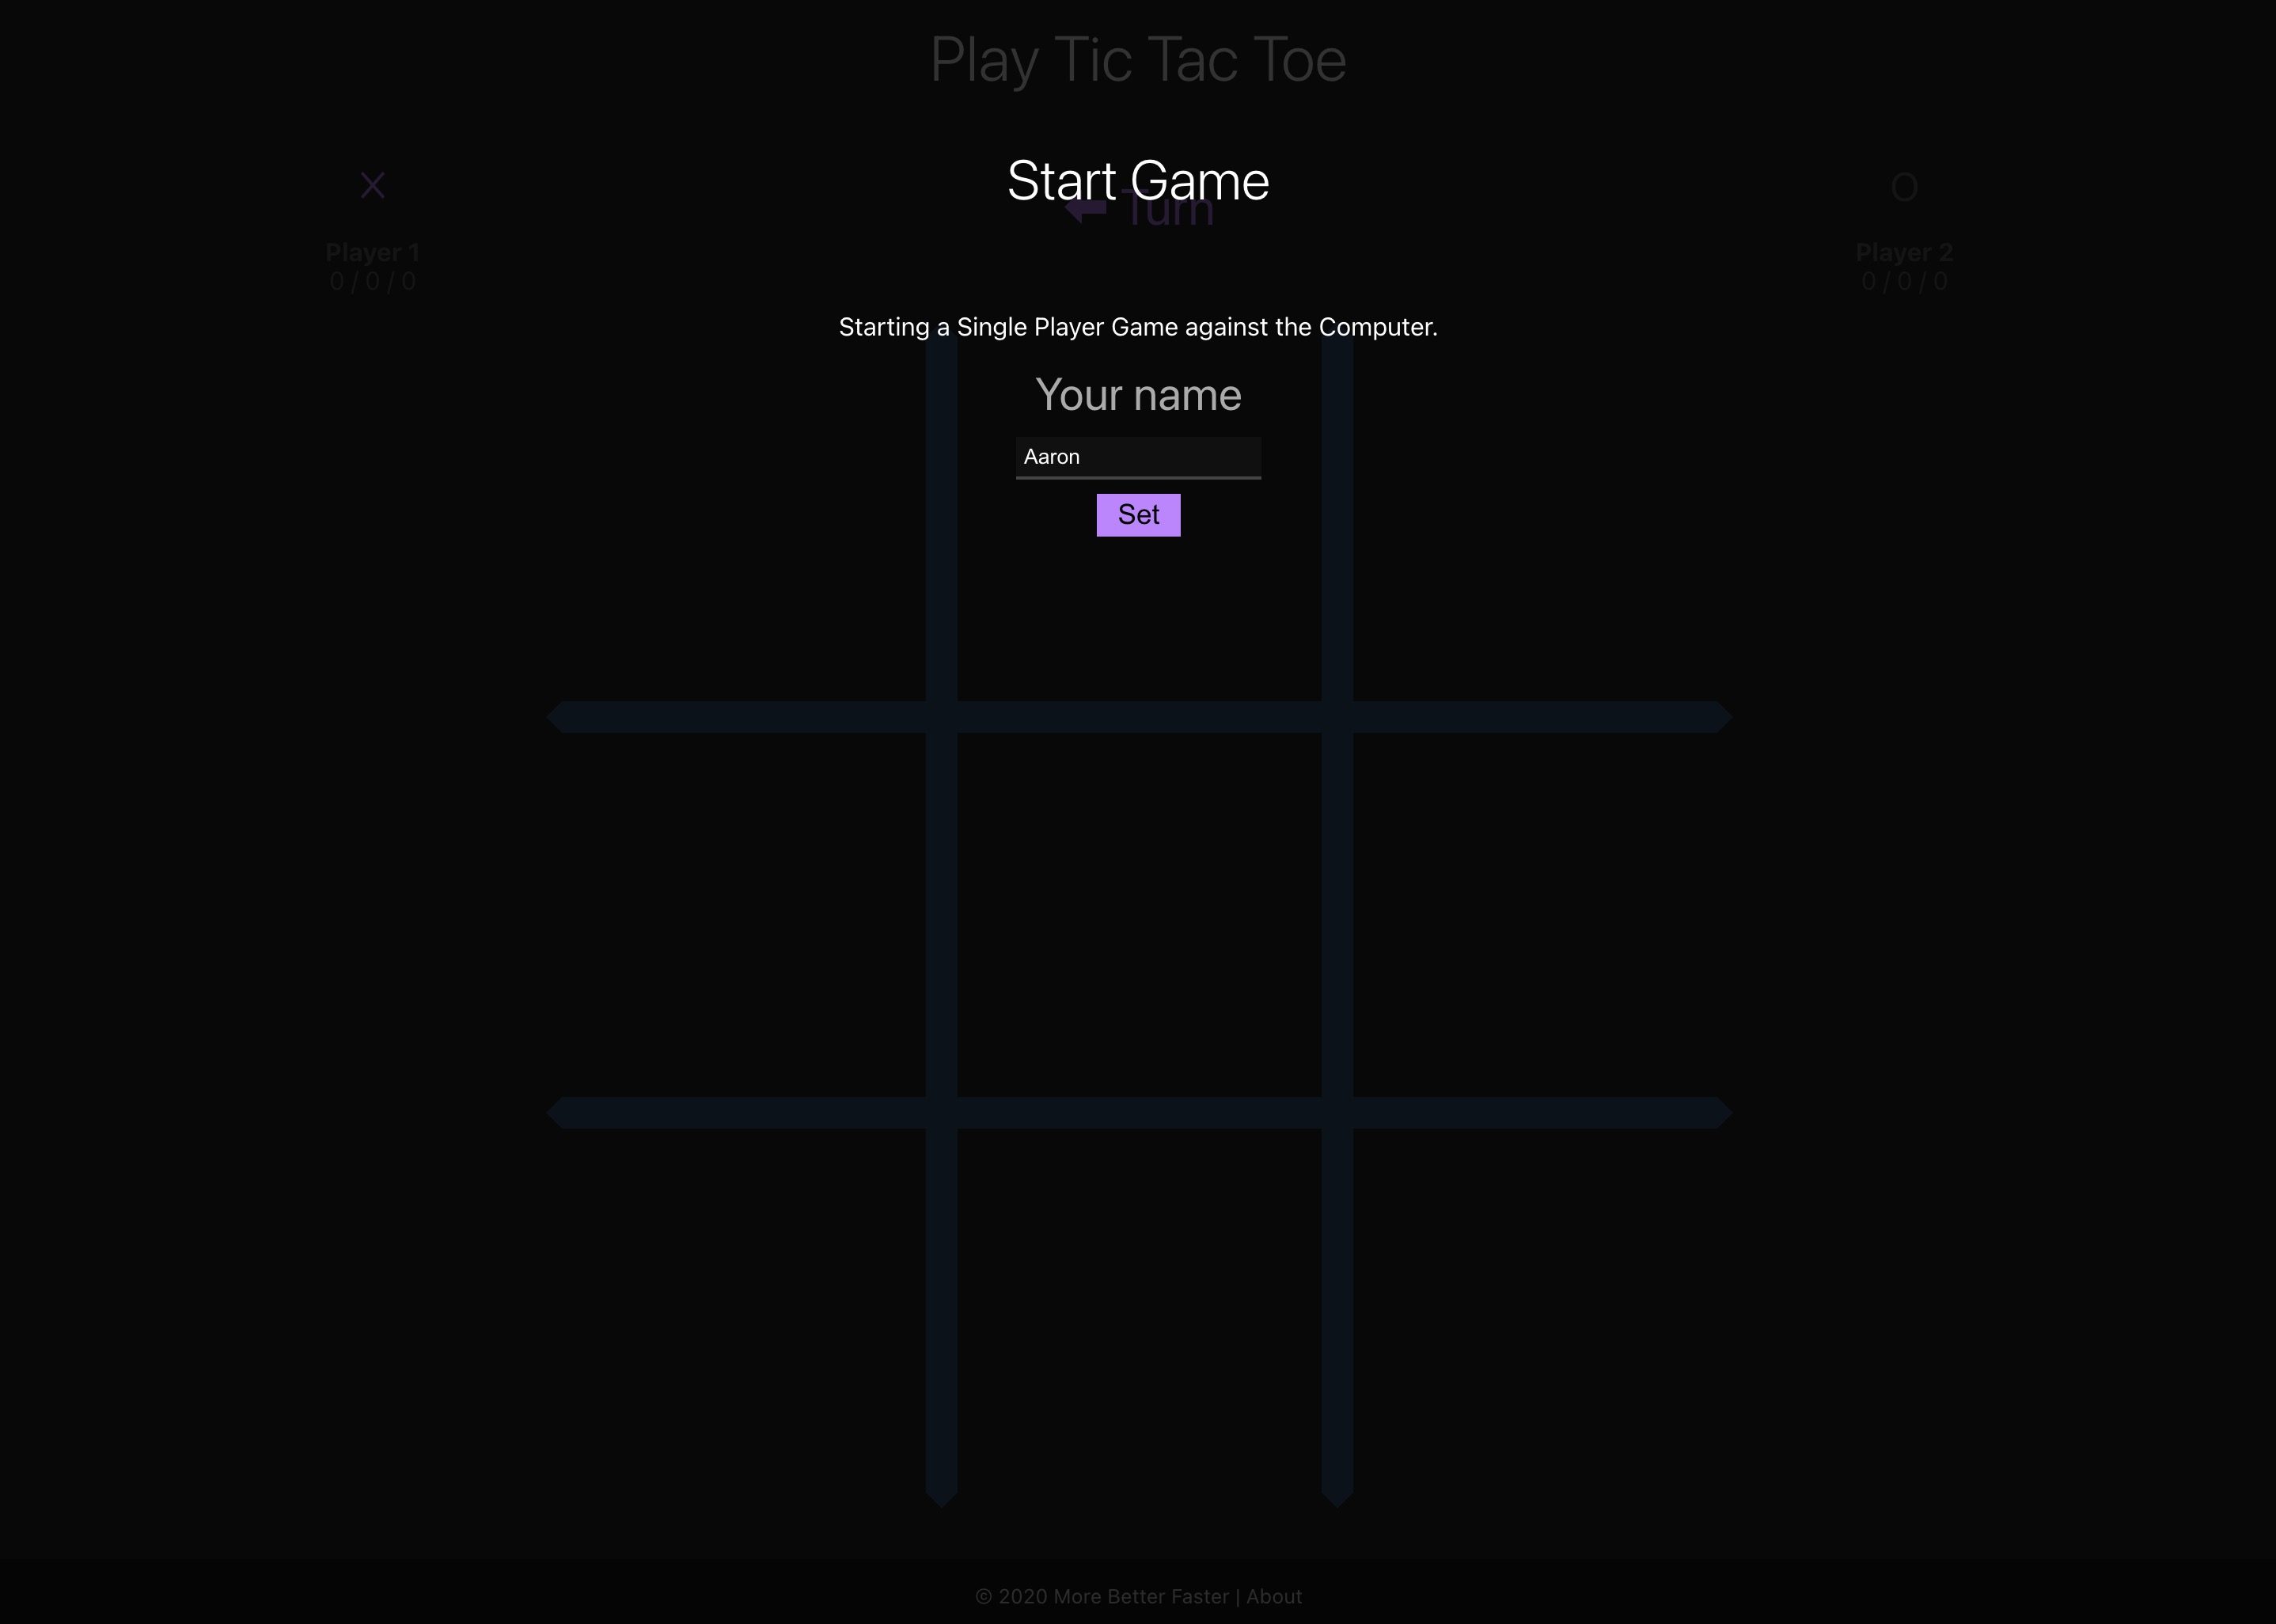 Play Tic Tac Toe
Start Game
X
Turn
O
Player 1
0 / 0 / 0
Player 2
0 / 0 / 0
Starting a Single Player Game against the Computer.
Your name
Aaron
Set
© 2020 More Better Faster | About